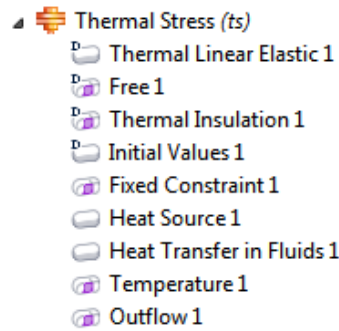 Thermal Stress (ts)
D Thermal Linear Elastic 1
D Free 1
D Thermal Insulation 1
D Initial Values 1
Fixed Constraint 1
Heat Source 1
Heat Transfer in Fluids 1
Temperature 1
Outflow 1